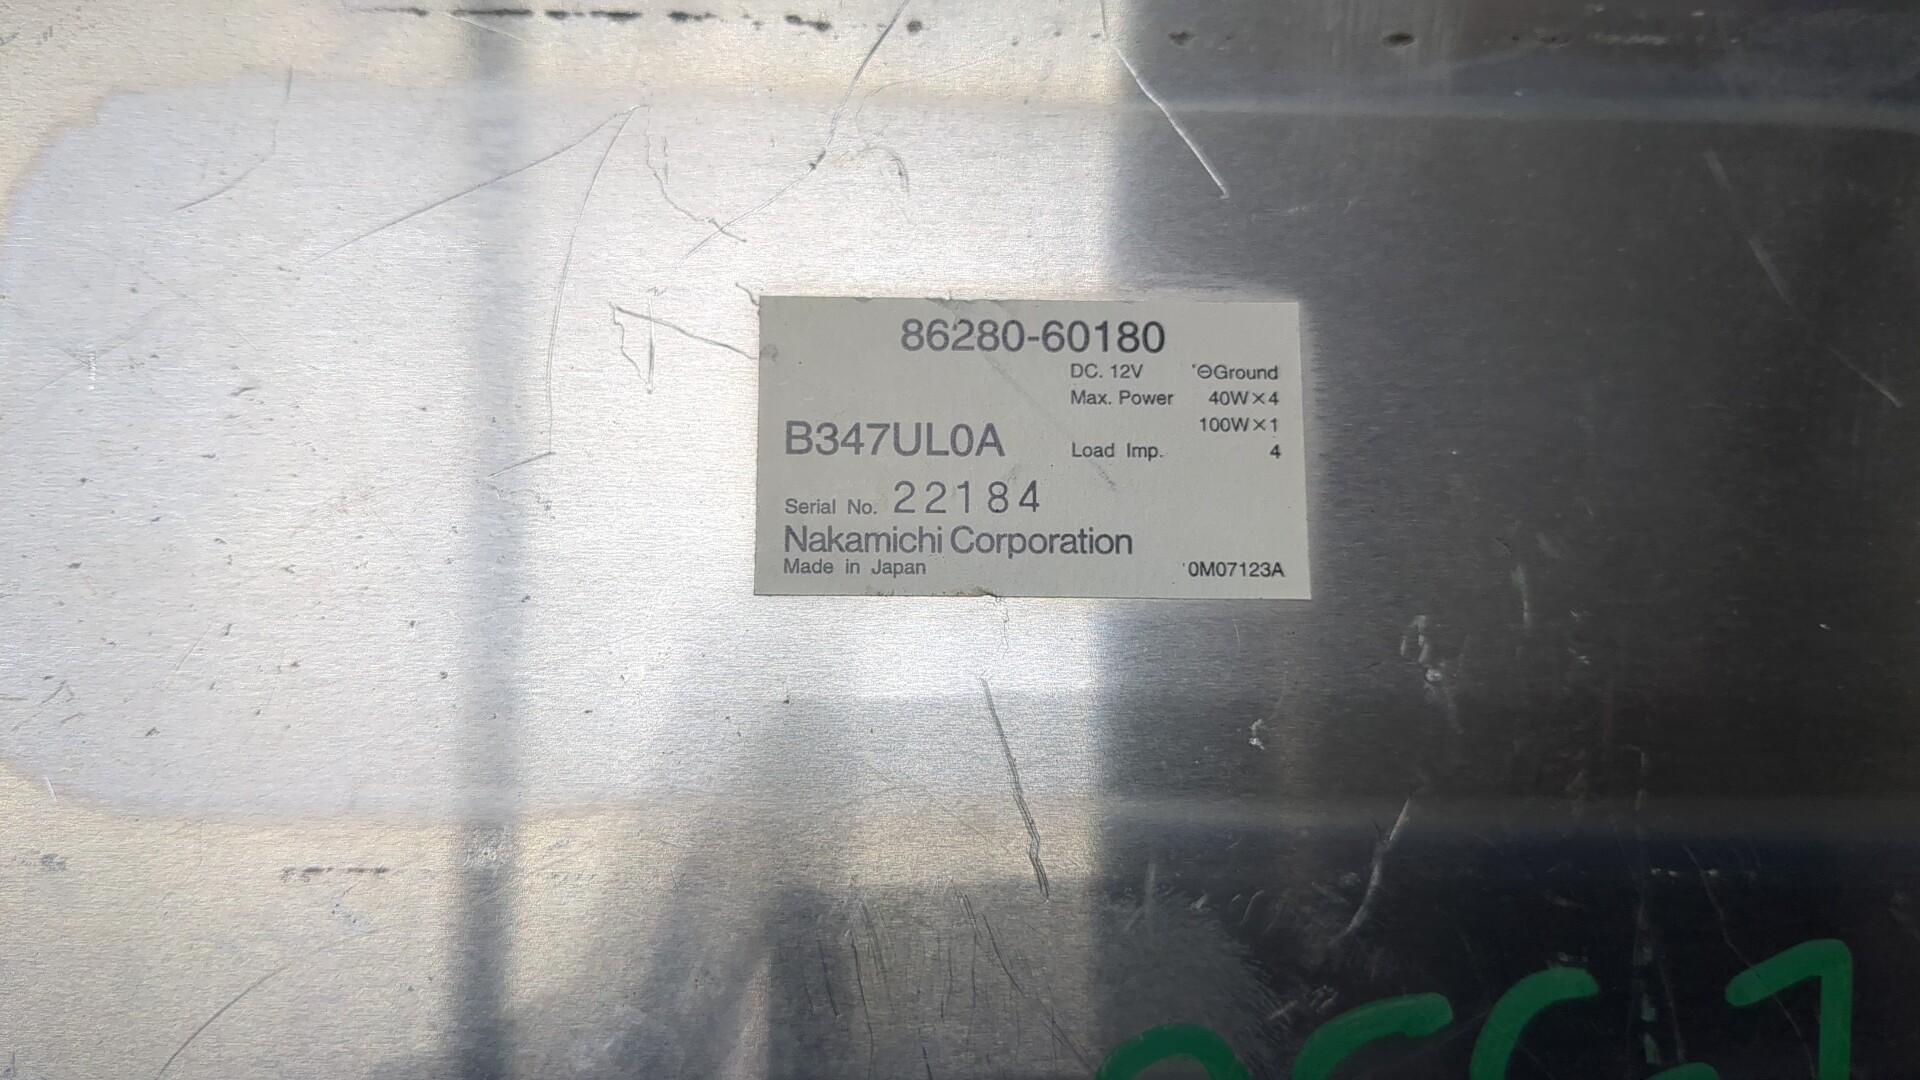 86280-60180
DC. 12V ⊖Ground
Max. Power 40W×4
100W×1
B347UL0A
Load Imp. 4
Serial No. 22184
Nakamichi Corporation
Made in Japan 0M07123A